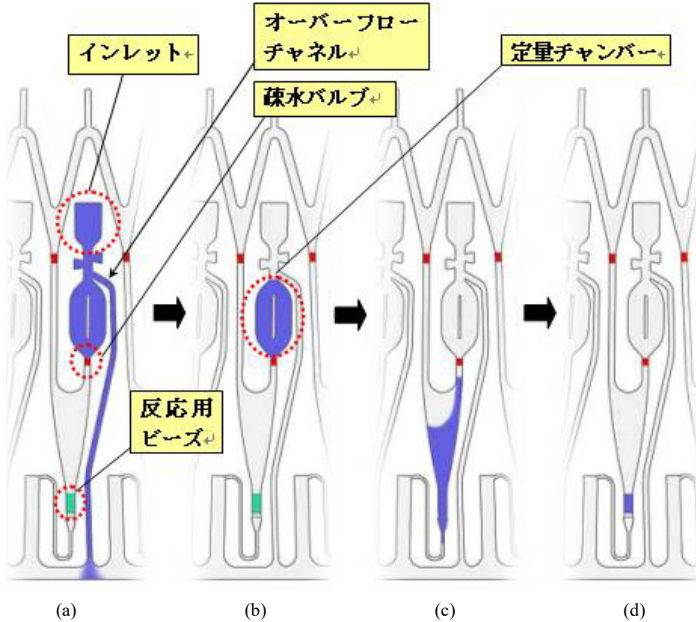 インレット↵
オーバーフロー
チャネル↵
疎水バルブ↵
定量チャンバー↵
反応用
ビーズ↵
(a)
(b)
(c)
(d)